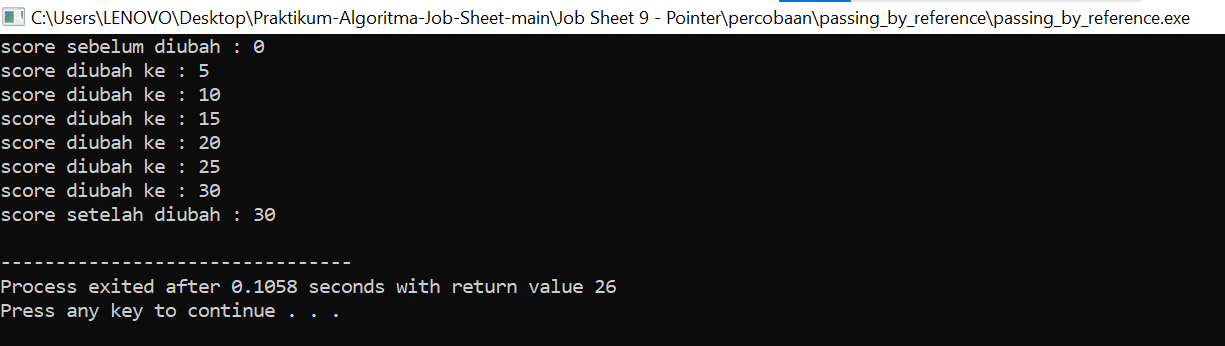 C:\Users\LENOVO\Desktop\Praktikum-Algoritma-Job-Sheet-main\Job Sheet 9 - Pointer\percobaan\passing_by_reference\passing_by_reference.exe
score sebelum diubah : 0
score diubah ke : 5
score diubah ke : 10
score diubah ke : 15
score diubah ke : 20
score diubah ke : 25
score diubah ke : 30
score setelah diubah : 30
--------------------------------
Process exited after 0.1058 seconds with return value 26
Press any key to continue . . .